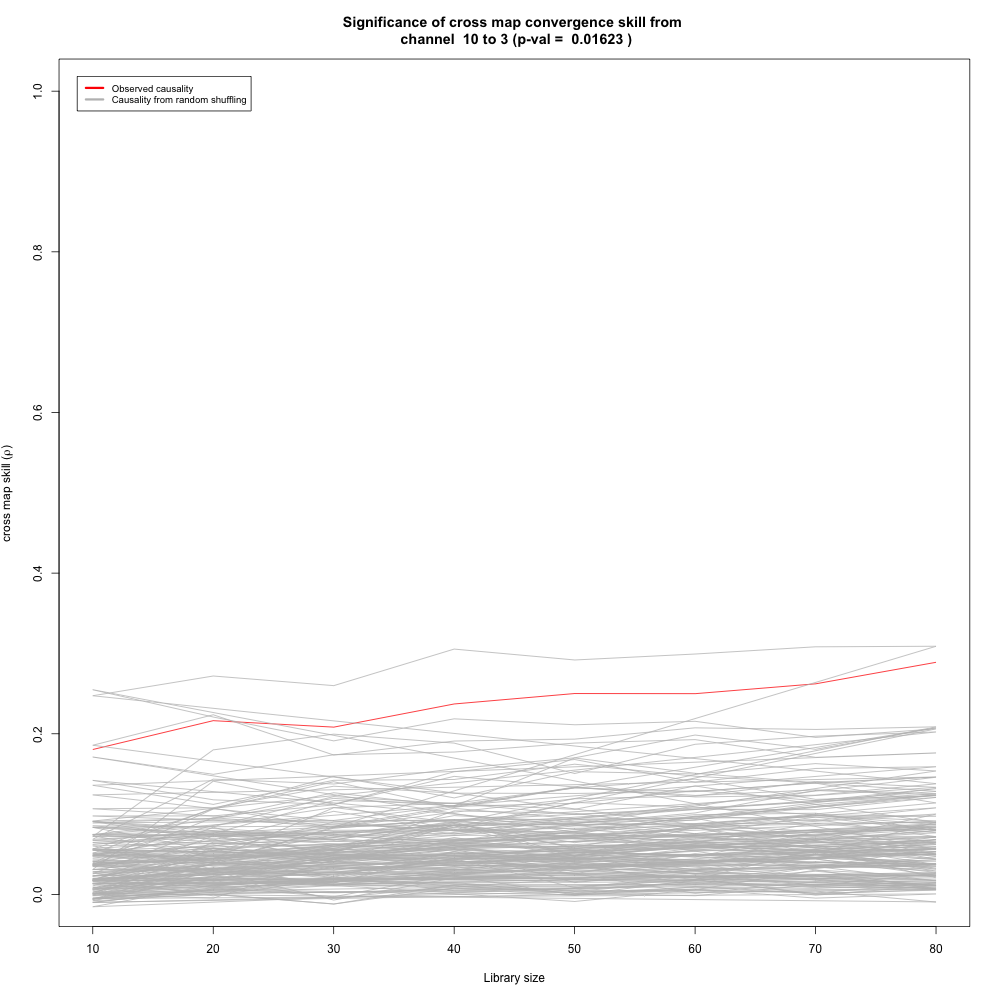 Significance of cross map convergence skill from
channel  10 to 3 (p-val =  0.01623 )
Observed causality
Causality from random shuffling
cross map skill (ρ)
1.0
0.8
0.6
0.4
0.2
0.0
10 20 30 40 50 60 70 80
Library size